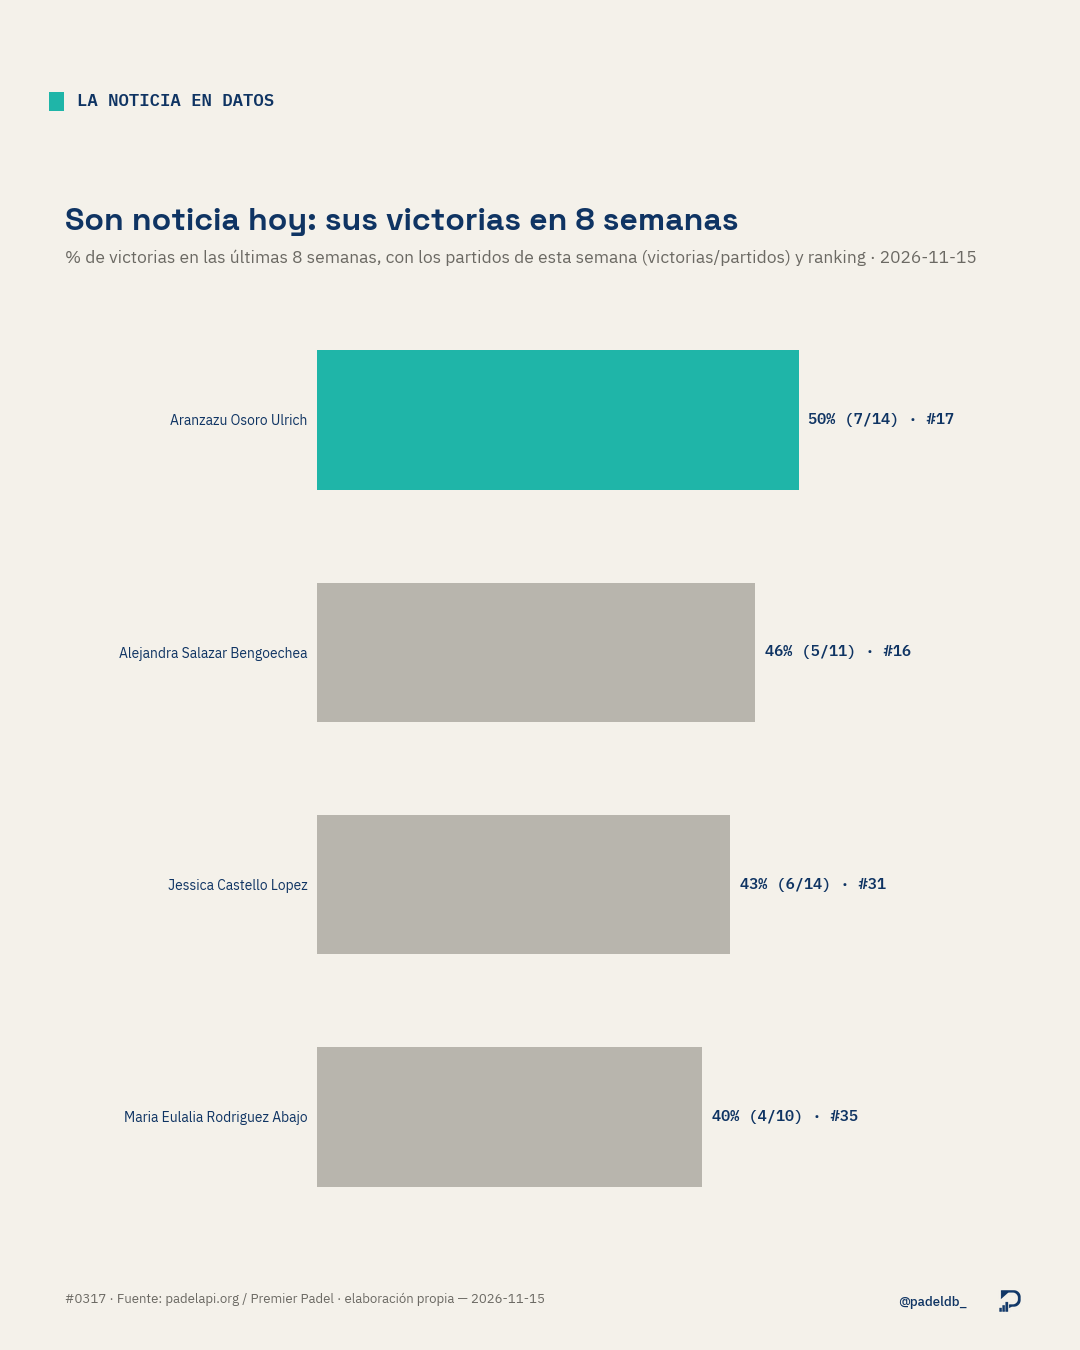 LA NOTICIA EN DATOS
Son noticia hoy: sus victorias en 8 semanas
% de victorias en las últimas 8 semanas, con los partidos de esta semana (victorias/partidos) y ranking · 2026-11-15
Aranzazu Osoro Ulrich 50% (7/14) · #17
Alejandra Salazar Bengoechea 46% (5/11) · #16
Jessica Castello Lopez 43% (6/14) · #31
Maria Eulalia Rodriguez Abajo 40% (4/10) · #35
#0317 · Fuente: padelapi.org / Premier Padel · elaboración propia — 2026-11-15
@padeldb_